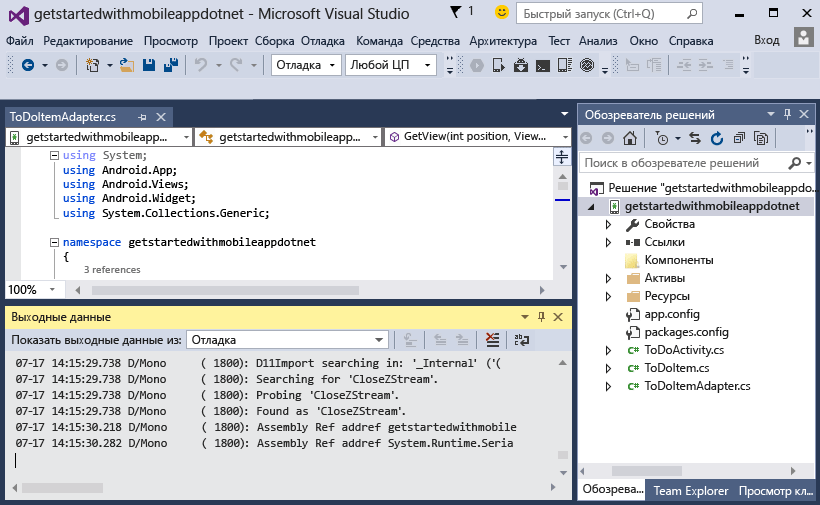 getstartedwithmobileappdotnet - Microsoft Visual Studio
1
Быстрый запуск (Ctrl+Q)
Файл Редактирование Просмотр Проект Сборка Отладка Команда Средства Архитектура Тест Анализ Окно Справка Вход
Отладка Любой ЦП
ToDoItemAdapter.cs
getstartedwithmobileapp... getstartedwithmobileapp... GetView(int position, View...
using System;
using Android.App;
using Android.Views;
using Android.Widget;
using System.Collections.Generic;
namespace getstartedwithmobileappdotnet
{
3 references
100%
Выходные данные
Показать выходные данные из: Отладка
07-17 14:15:29.738 D/Mono ( 1800): D11Import searching in: '_Internal' ('(
07-17 14:15:29.738 D/Mono ( 1800): Searching for 'CloseZStream'.
07-17 14:15:29.738 D/Mono ( 1800): Probing 'CloseZStream'.
07-17 14:15:29.738 D/Mono ( 1800): Found as 'CloseZStream'.
07-17 14:15:30.218 D/Mono ( 1800): Assembly Ref addref getstartedwithmobile
07-17 14:15:30.282 D/Mono ( 1800): Assembly Ref addref System.Runtime.Seria
Обозреватель решений
Поиск в обозревателе решений
Решение "getstartedwithmobileappdo...
getstartedwithmobileappdotnet
Свойства
Ссылки
Компоненты
Активы
Ресурсы
app.config
packages.config
ToDoActivity.cs
ToDoItem.cs
ToDoItemAdapter.cs
Обозрева... Team Explorer Просмотр кл...